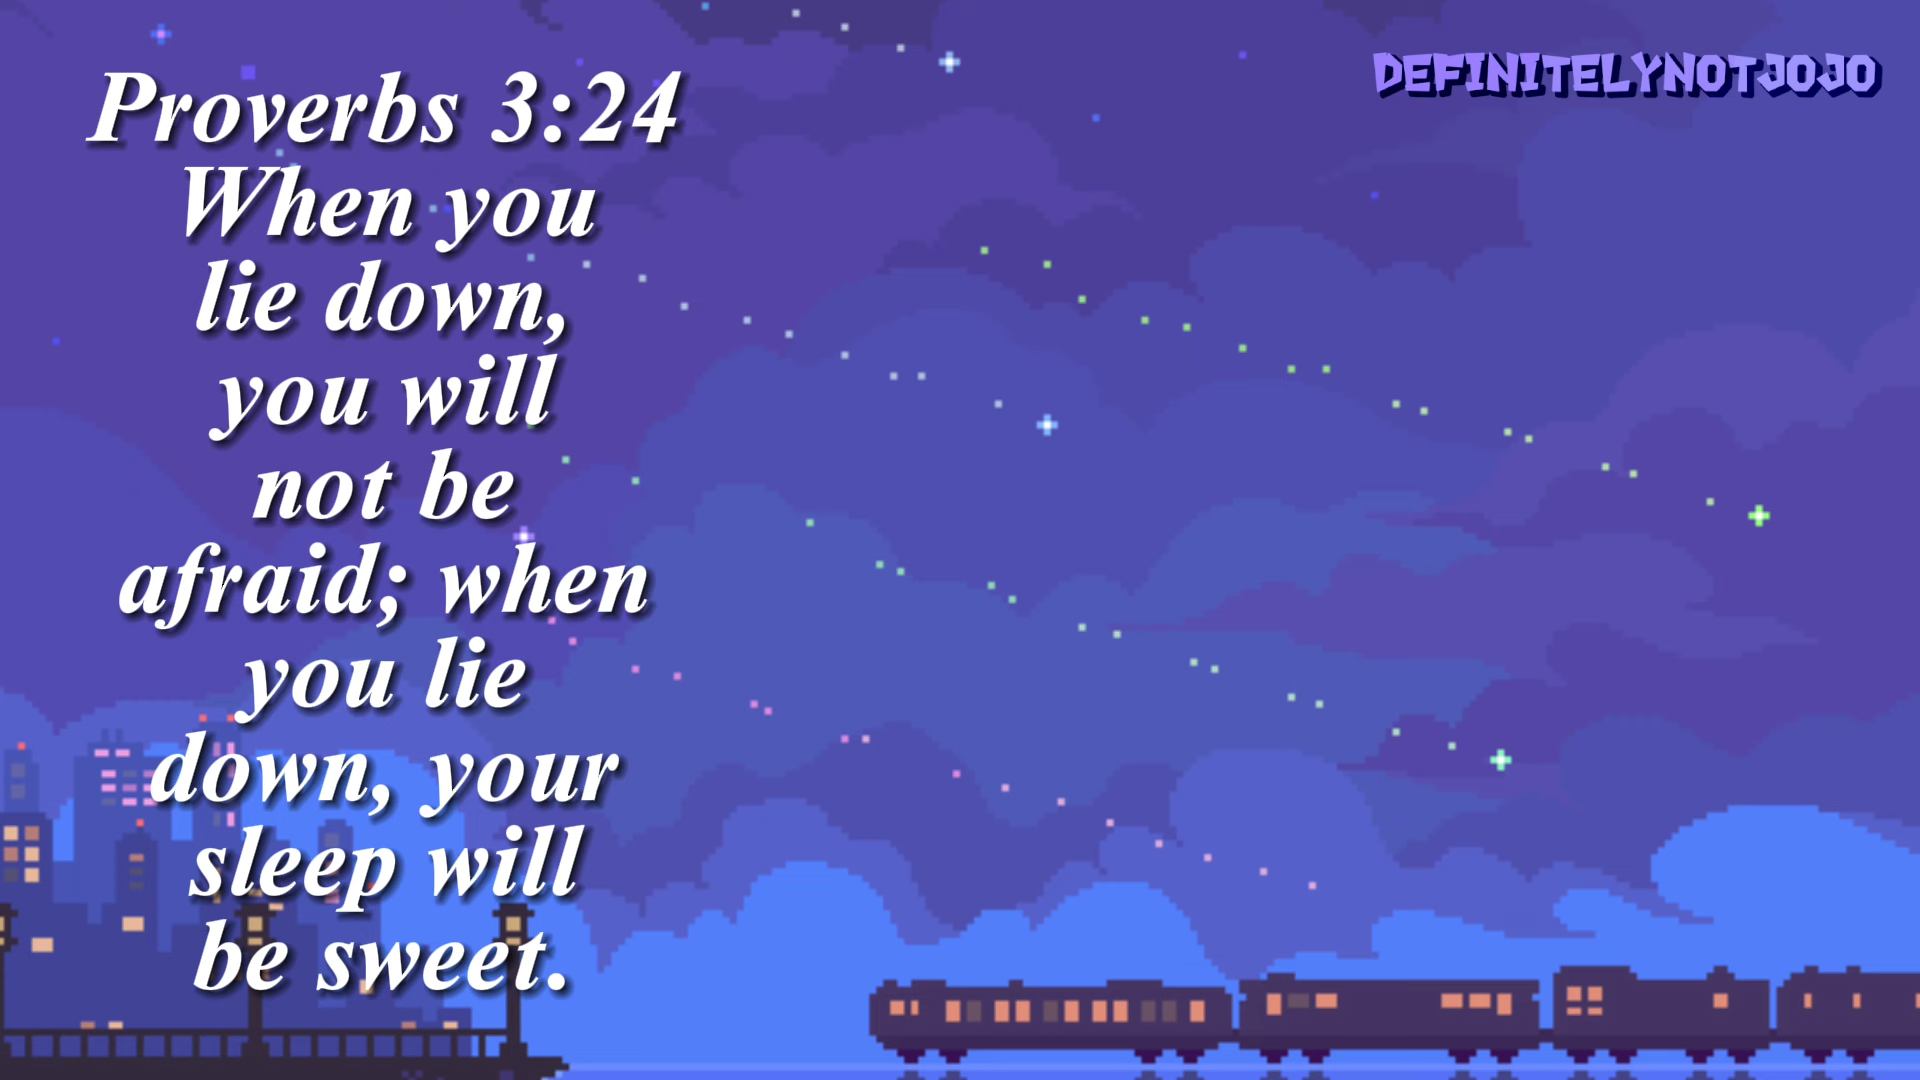 Proverbs 3:24
When you
lie down,
you will
not be
afraid; when
you lie
down, your
sleep will
be sweet.
DEFINITELYNOTJOJO